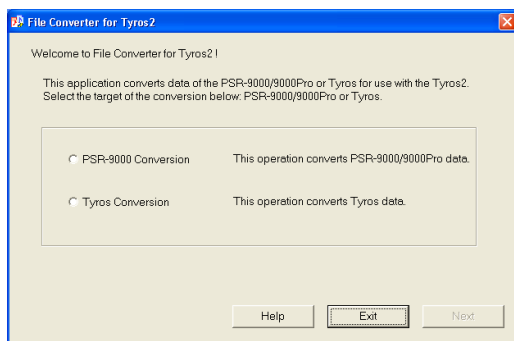 File Converter for Tyros2
Welcome to File Converter for Tyros2 !
This application converts data of the PSR-9000/9000Pro or Tyros for use with the Tyros2.
Select the target of the conversion below: PSR-9000/9000Pro or Tyros.
PSR-9000 Conversion This operation converts PSR-9000/9000Pro data.
Tyros Conversion This operation converts Tyros data.
Help Exit Next